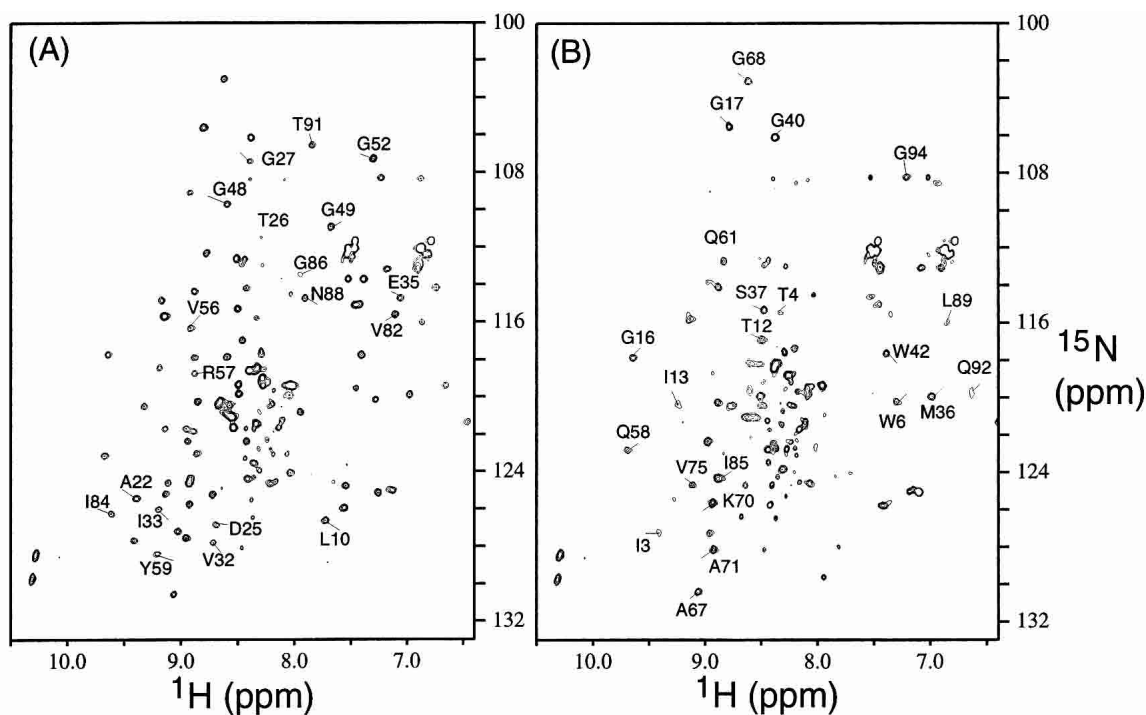 (A)
T91
G52
G27
G48
T26
G49
G86
E35
N88
V56
V82
R57
A22
I84
I33
D25
L10
V32
Y59
100
108
116
124
132
10.0 9.0 8.0 7.0
¹H (ppm)
(B)
G68
G17
G40
G94
Q61
S37 T4
L89
T12
G16
W42
Q92
I13
M36
W6
Q58
V75 I85
K70
I3
A71
A67
100
108
116
124
132
10.0 9.0 8.0 7.0
¹H (ppm)
¹⁵N
(ppm)